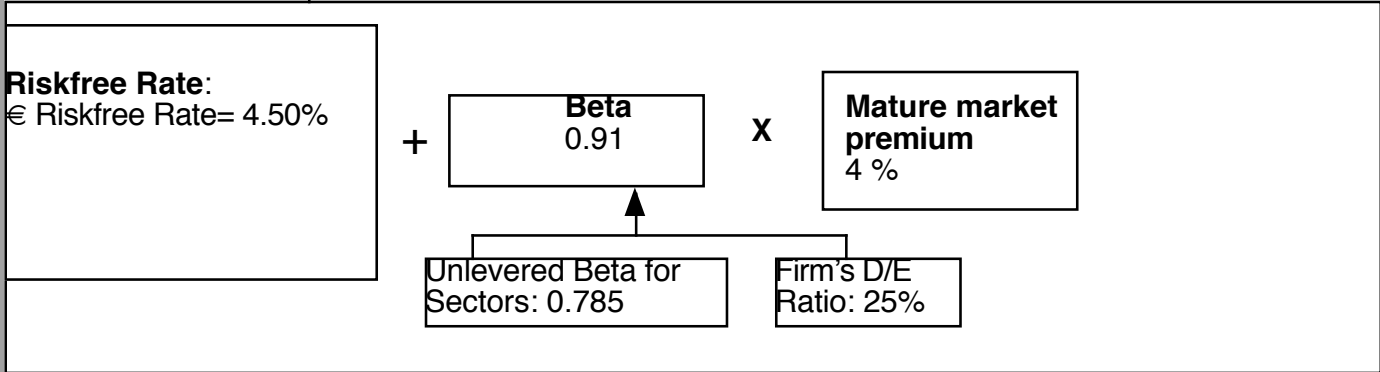 Riskfree Rate:
€ Riskfree Rate= 4.50%
+
Beta
0.91
X
Mature market
premium
4 %
Unlevered Beta for
Sectors: 0.785
Firm's D/E
Ratio: 25%